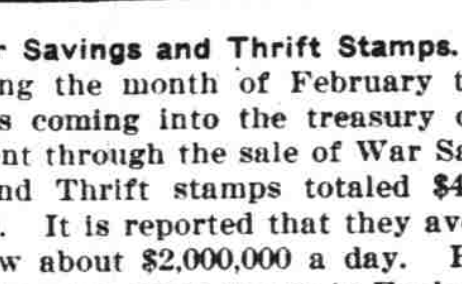 r Savings and Thrift Stamps.
ng the month of February t
s coming into the treasury o
nt through the sale of War Sa
nd Thrift stamps totaled $4
. It is reported that they av
w about $2,000,000 a day.